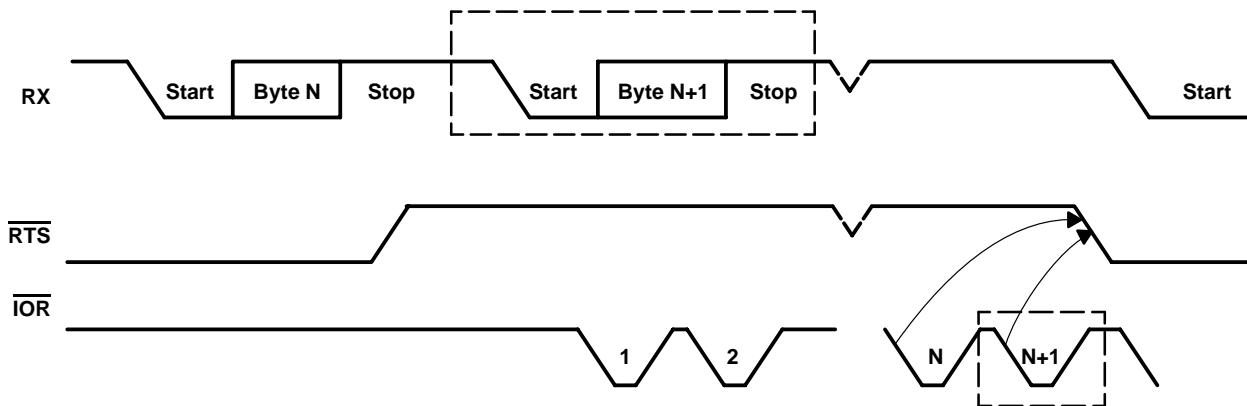 RX Start Byte N Stop Start Byte N+1 Stop Start
RTS
IOR
1 2 N N+1